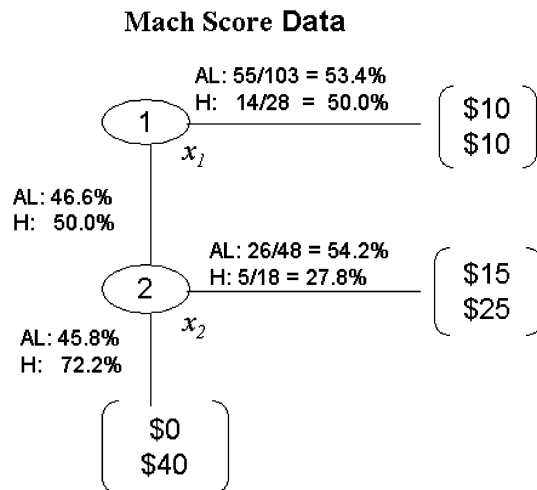 Mach Score Data
AL: 55/103 = 53.4%
H: 14/28 = 50.0%
1
$10
$10
x1
AL: 46.6%
H: 50.0%
AL: 26/48 = 54.2%
H: 5/18 = 27.8%
2
$15
$25
x2
AL: 45.8%
H: 72.2%
$0
$40